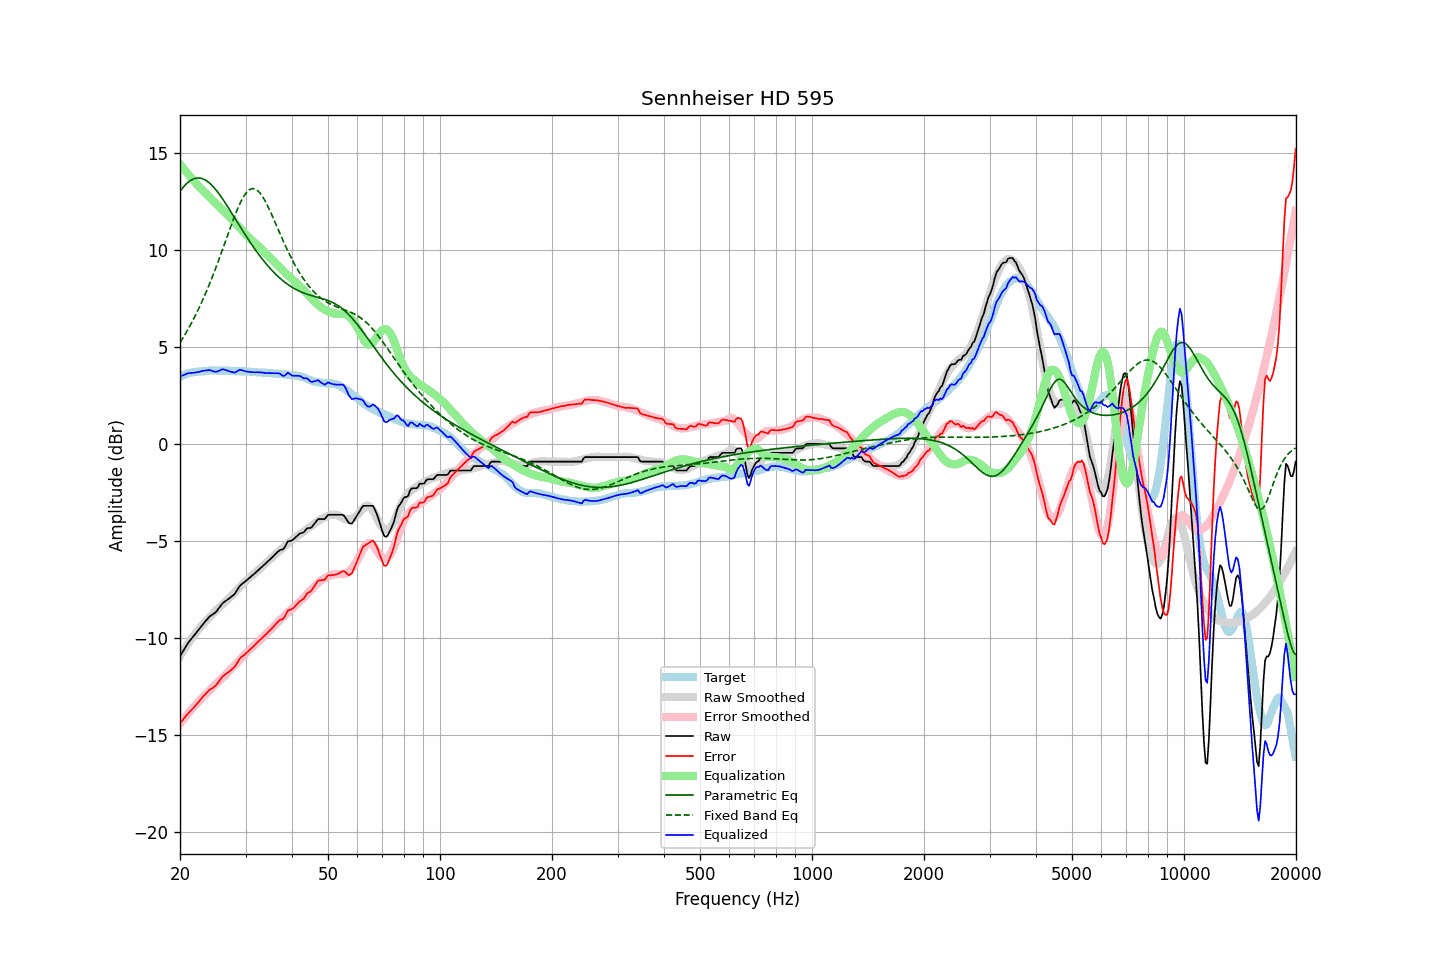 Sennheiser HD 595
Amplitude (dBr)
15
10
5
0
−5
−10
−15
−20
Target
Raw Smoothed
Error Smoothed
Raw
Error
Equalization
Parametric Eq
Fixed Band Eq
Equalized
20 50 100 200 500 1000 2000 5000 10000 20000
Frequency (Hz)